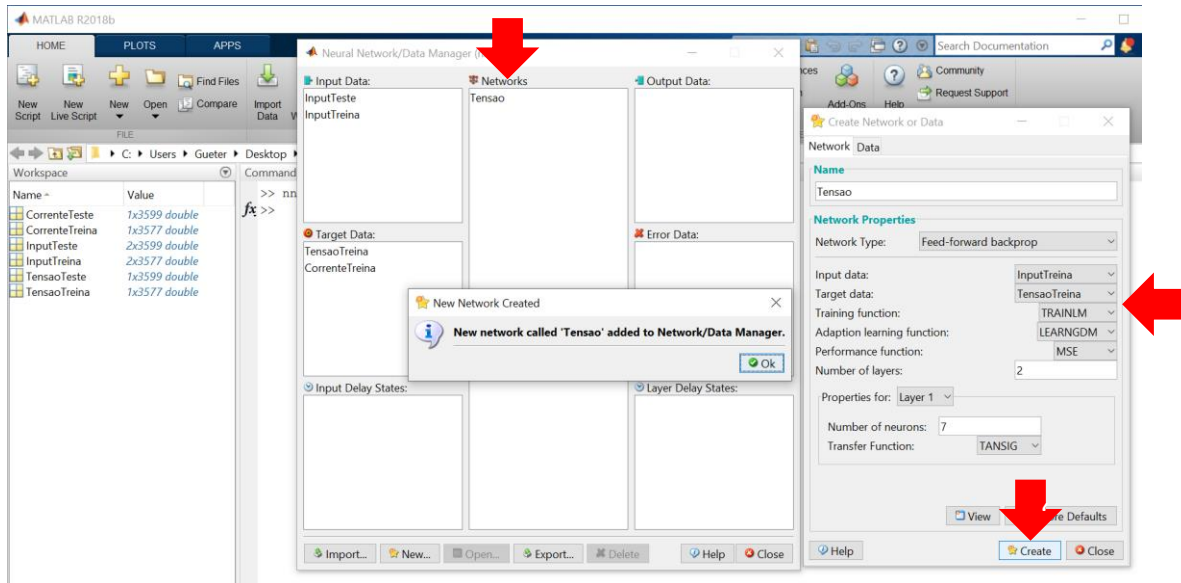 MATLAB R2018b
HOME PLOTS APPS
Search Documentation
New Script
New Live Script
New
Open
Find Files
Compare
Import Data
FILE
Add-Ons
Help
Community
Request Support
C: Users Gueter Desktop
Workspace
Name Value
CorrenteTeste 1x3599 double
CorrenteTreina 1x3577 double
InputTeste 2x3599 double
InputTreina 2x3577 double
TensaoTeste 1x3599 double
TensaoTreina 1x3577 double
Command
>> nn
fx >>
Neural Network/Data Manager
Input Data:
InputTeste
InputTreina
Networks
Tensao
Output Data:
Target Data:
TensaoTreina
CorrenteTreina
Error Data:
Input Delay States:
Layer Delay States:
Import... New... Open... Export... Delete Help Close
New Network Created
New network called 'Tensao' added to Network/Data Manager.
Ok
Create Network or Data
Network Data
Name
Tensao
Network Properties
Network Type: Feed-forward backprop
Input data: InputTreina
Target data: TensaoTreina
Training function: TRAINLM
Adaption learning function: LEARNGDM
Performance function: MSE
Number of layers: 2
Properties for: Layer 1
Number of neurons: 7
Transfer Function: TANSIG
View Defaults
Help Create Close